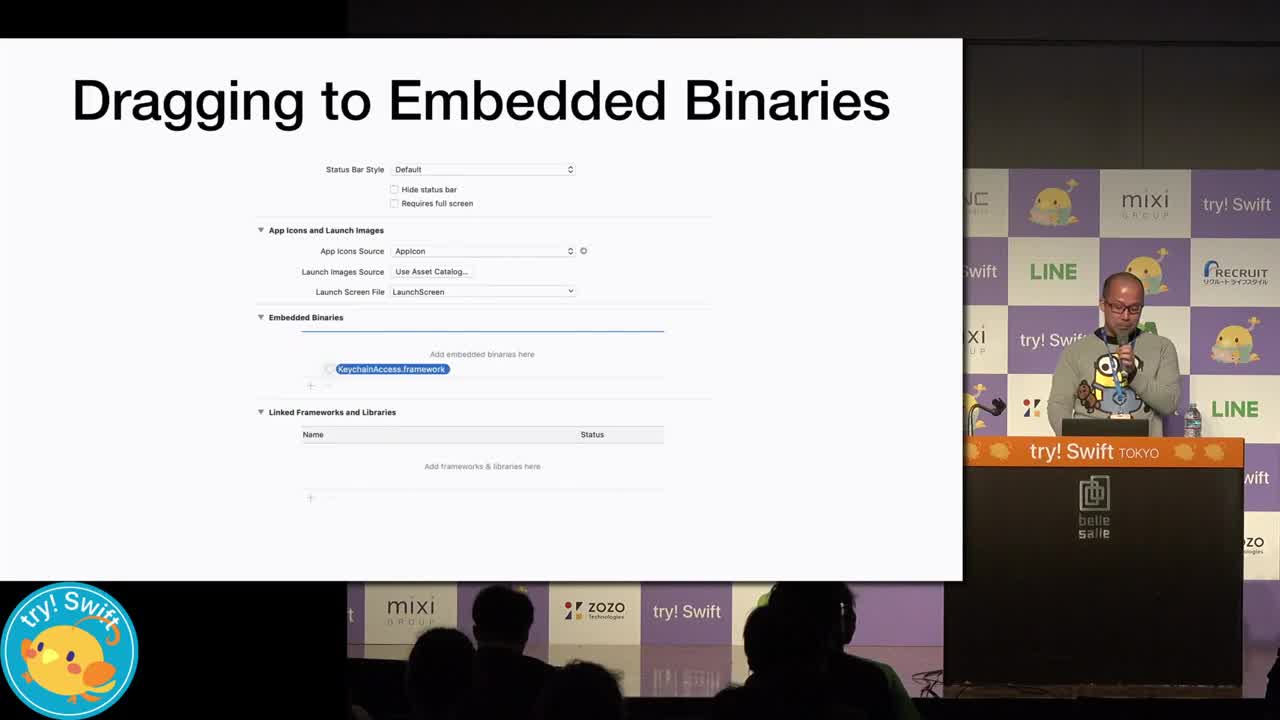 Dragging to Embedded Binaries
Status Bar Style Default
Hide status bar
Requires full screen
App Icons and Launch Images
App Icons Source AppIcon
Launch Images Source Use Asset Catalog...
Launch Screen File LaunchScreen
Embedded Binaries
Add embedded binaries here
KeychainAccess.framework
Linked Frameworks and Libraries
Name Status
Add frameworks & libraries here
mixi
GROUP
try! Swift
LINE
RECRUIT
リクルートライフスタイル
try! Swift
LINE
try! Swift TOKYO
belle
salle
try! Swift
mixi
GROUP
ZOZO
Technologies
try! Swift